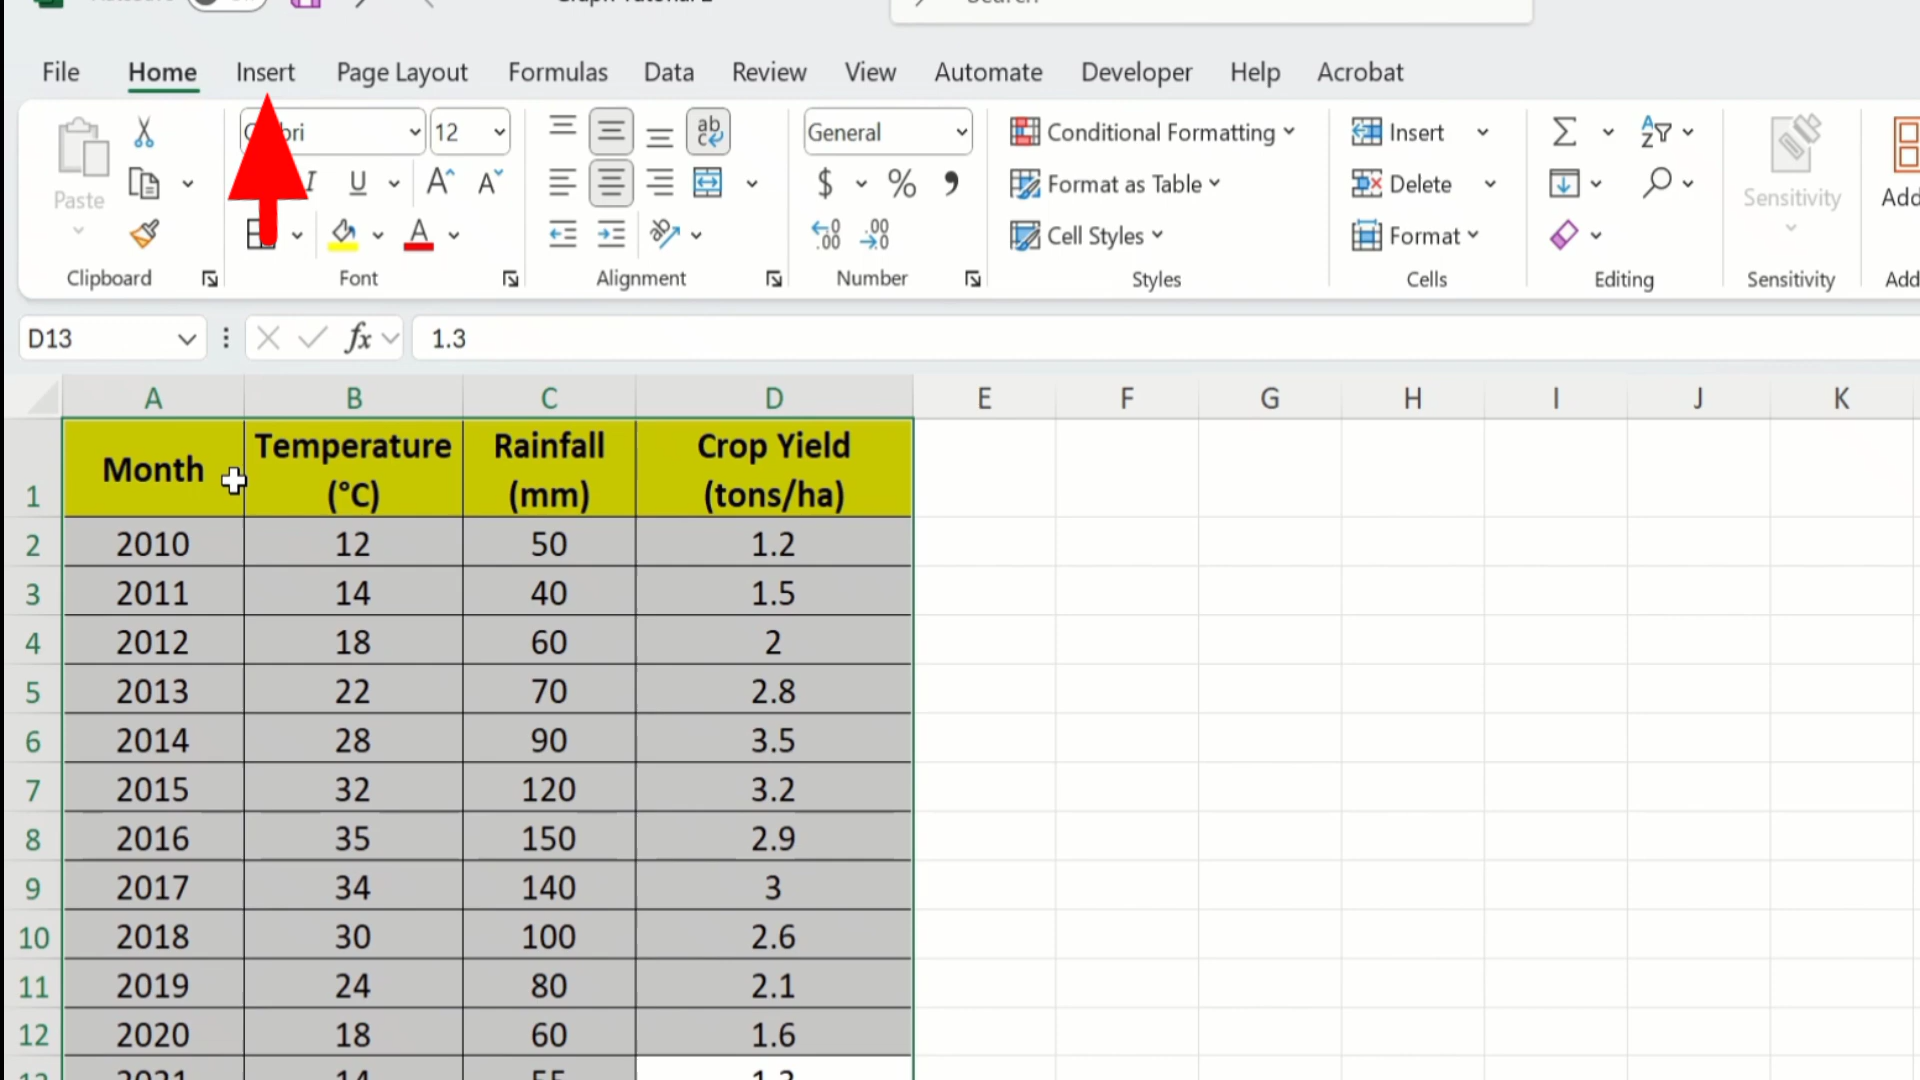 File Home Insert Page Layout Formulas Data Review View Automate Developer Help Acrobat
12 General Conditional Formatting Insert
Paste Format as Table Delete Sensitivity
Cell Styles Format
Clipboard Font Alignment Number Styles Cells Editing Sensitivity
D13 fx 1.3
A B C D E F G H I J K
1 Month Temperature (°C) Rainfall (mm) Crop Yield (tons/ha)
2 2010 12 50 1.2
3 2011 14 40 1.5
4 2012 18 60 2
5 2013 22 70 2.8
6 2014 28 90 3.5
7 2015 32 120 3.2
8 2016 35 150 2.9
9 2017 34 140 3
10 2018 30 100 2.6
11 2019 24 80 2.1
12 2020 18 60 1.6